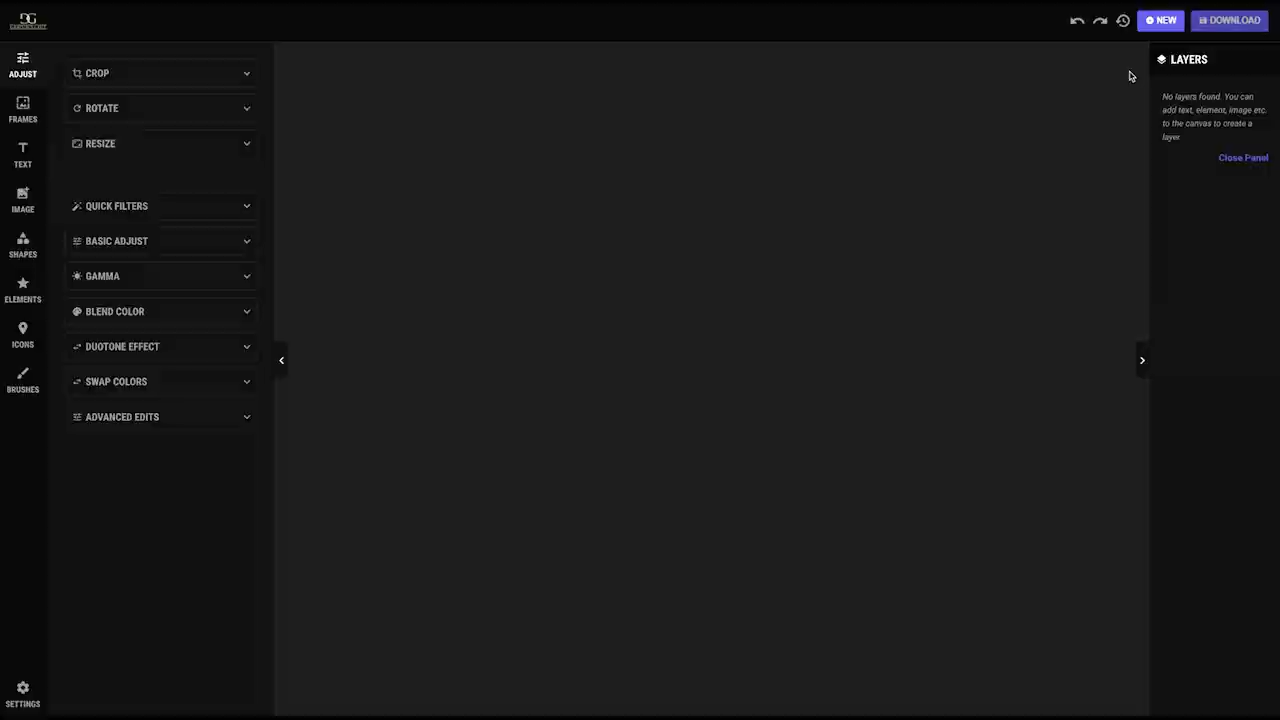 DG
NEW
DOWNLOAD
ADJUST
FRAMES
TEXT
IMAGE
SHAPES
ELEMENTS
ICONS
BRUSHES
SETTINGS
CROP
ROTATE
RESIZE
QUICK FILTERS
BASIC ADJUST
GAMMA
BLEND COLOR
DUOTONE EFFECT
SWAP COLORS
ADVANCED EDITS
LAYERS
No layers found. You can
add text, element, image etc.
to the canvas to create a
layer.
Close Panel